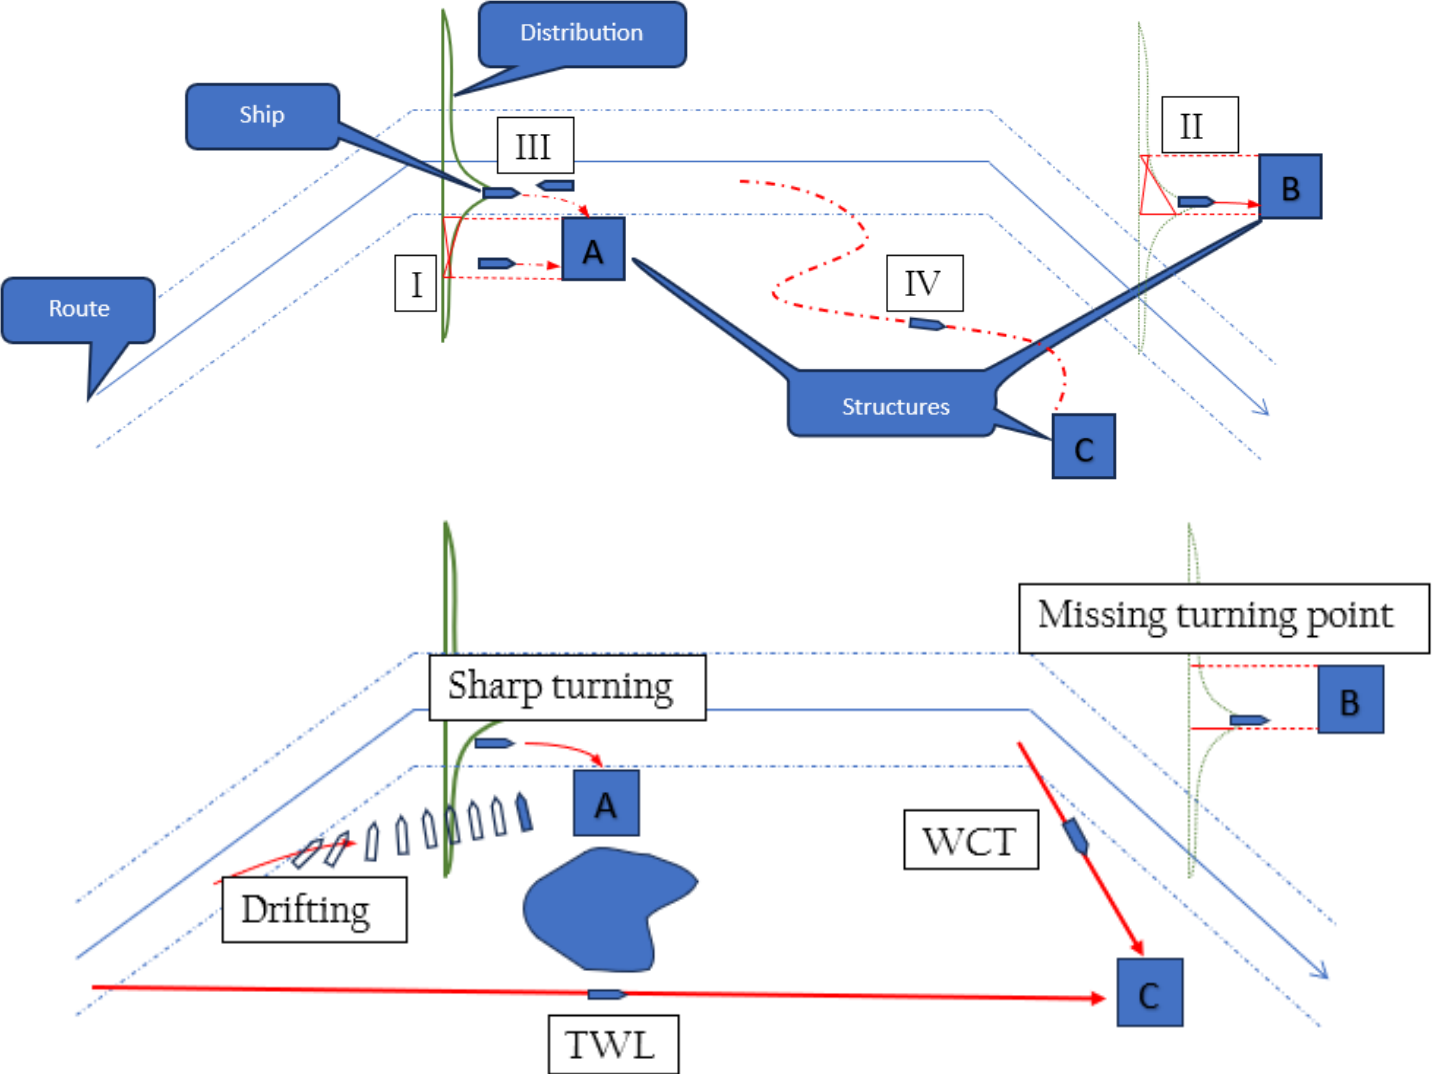 Distribution
Ship
III
II
B
A
I
IV
Route
Structures
C
Missing turning point
Sharp turning
B
A
WCT
Drifting
C
TWL